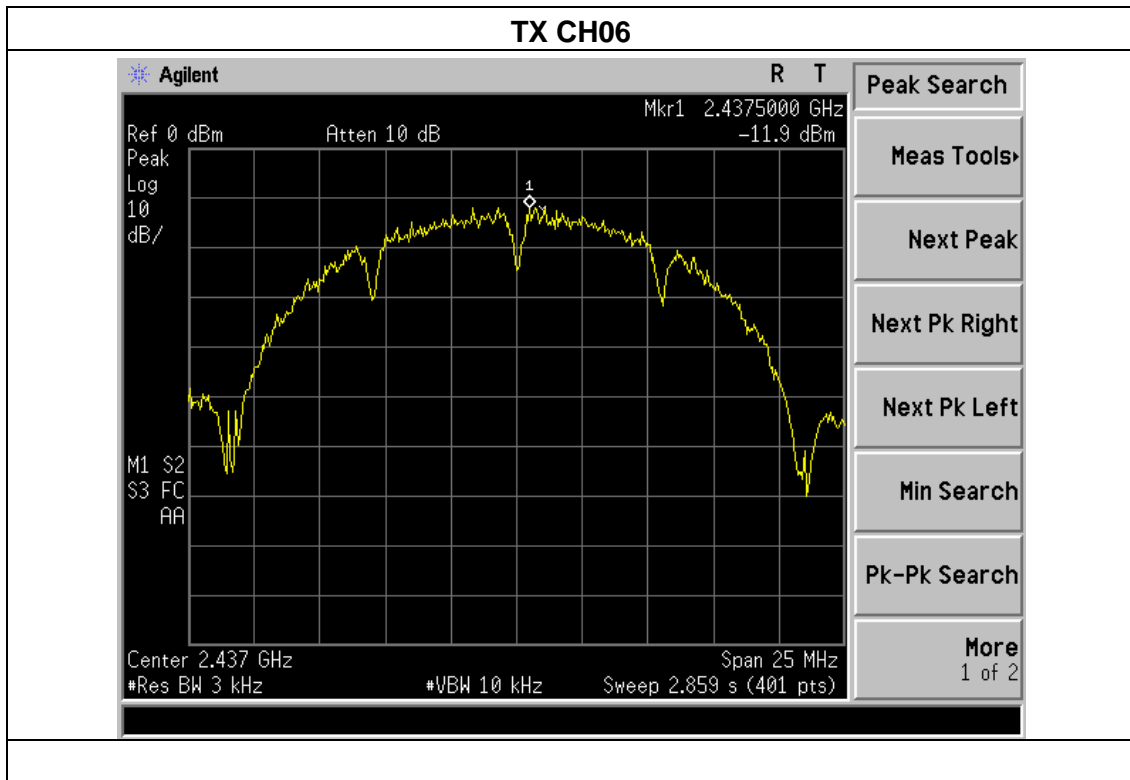 TX CH06
Agilent R T
Mkr1 2.4375000 GHz
Ref 0 dBm Atten 10 dB -11.9 dBm
Peak
Log
10
dB/
1
M1 S2
S3 FC
AA
Center 2.437 GHz Span 25 MHz
#Res BW 3 kHz #VBW 10 kHz Sweep 2.859 s (401 pts)
Peak Search
Meas Tools
Next Peak
Next Pk Right
Next Pk Left
Min Search
Pk-Pk Search
More
1 of 2